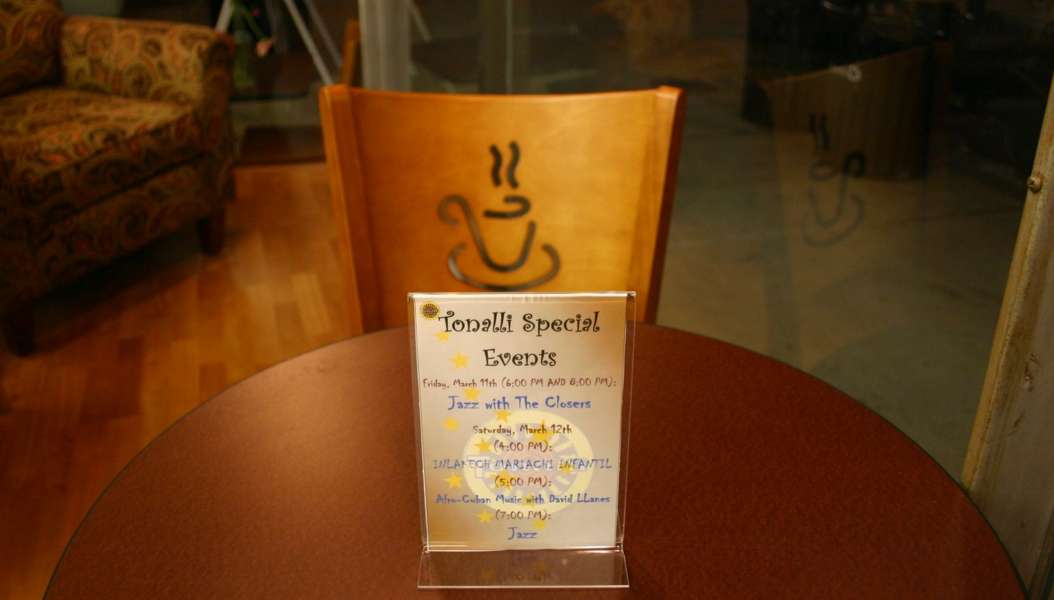 Tonalli Special
Events
Friday, March 11th (6:00 PM AND 8:00 PM):
Jazz with The Closers
Saturday, March 12th
(4:00 PM):
INLAKECH MARIACHI INFANTIL
(5:00 PM):
Afro-Cuban Music with David LLanes
(7:00 PM):
Jazz